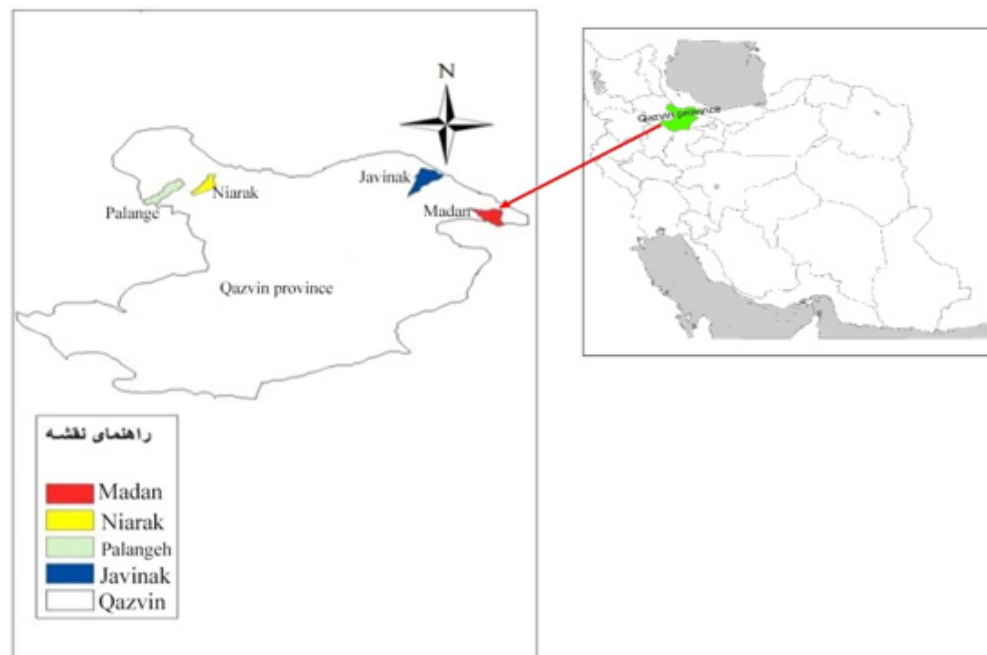 N
Javinak
Niarak
Palange
Madan
Qazvin province
راهنمای نقشه
Madan
Niarak
Palangeh
Javinak
Qazvin
Qazvin province